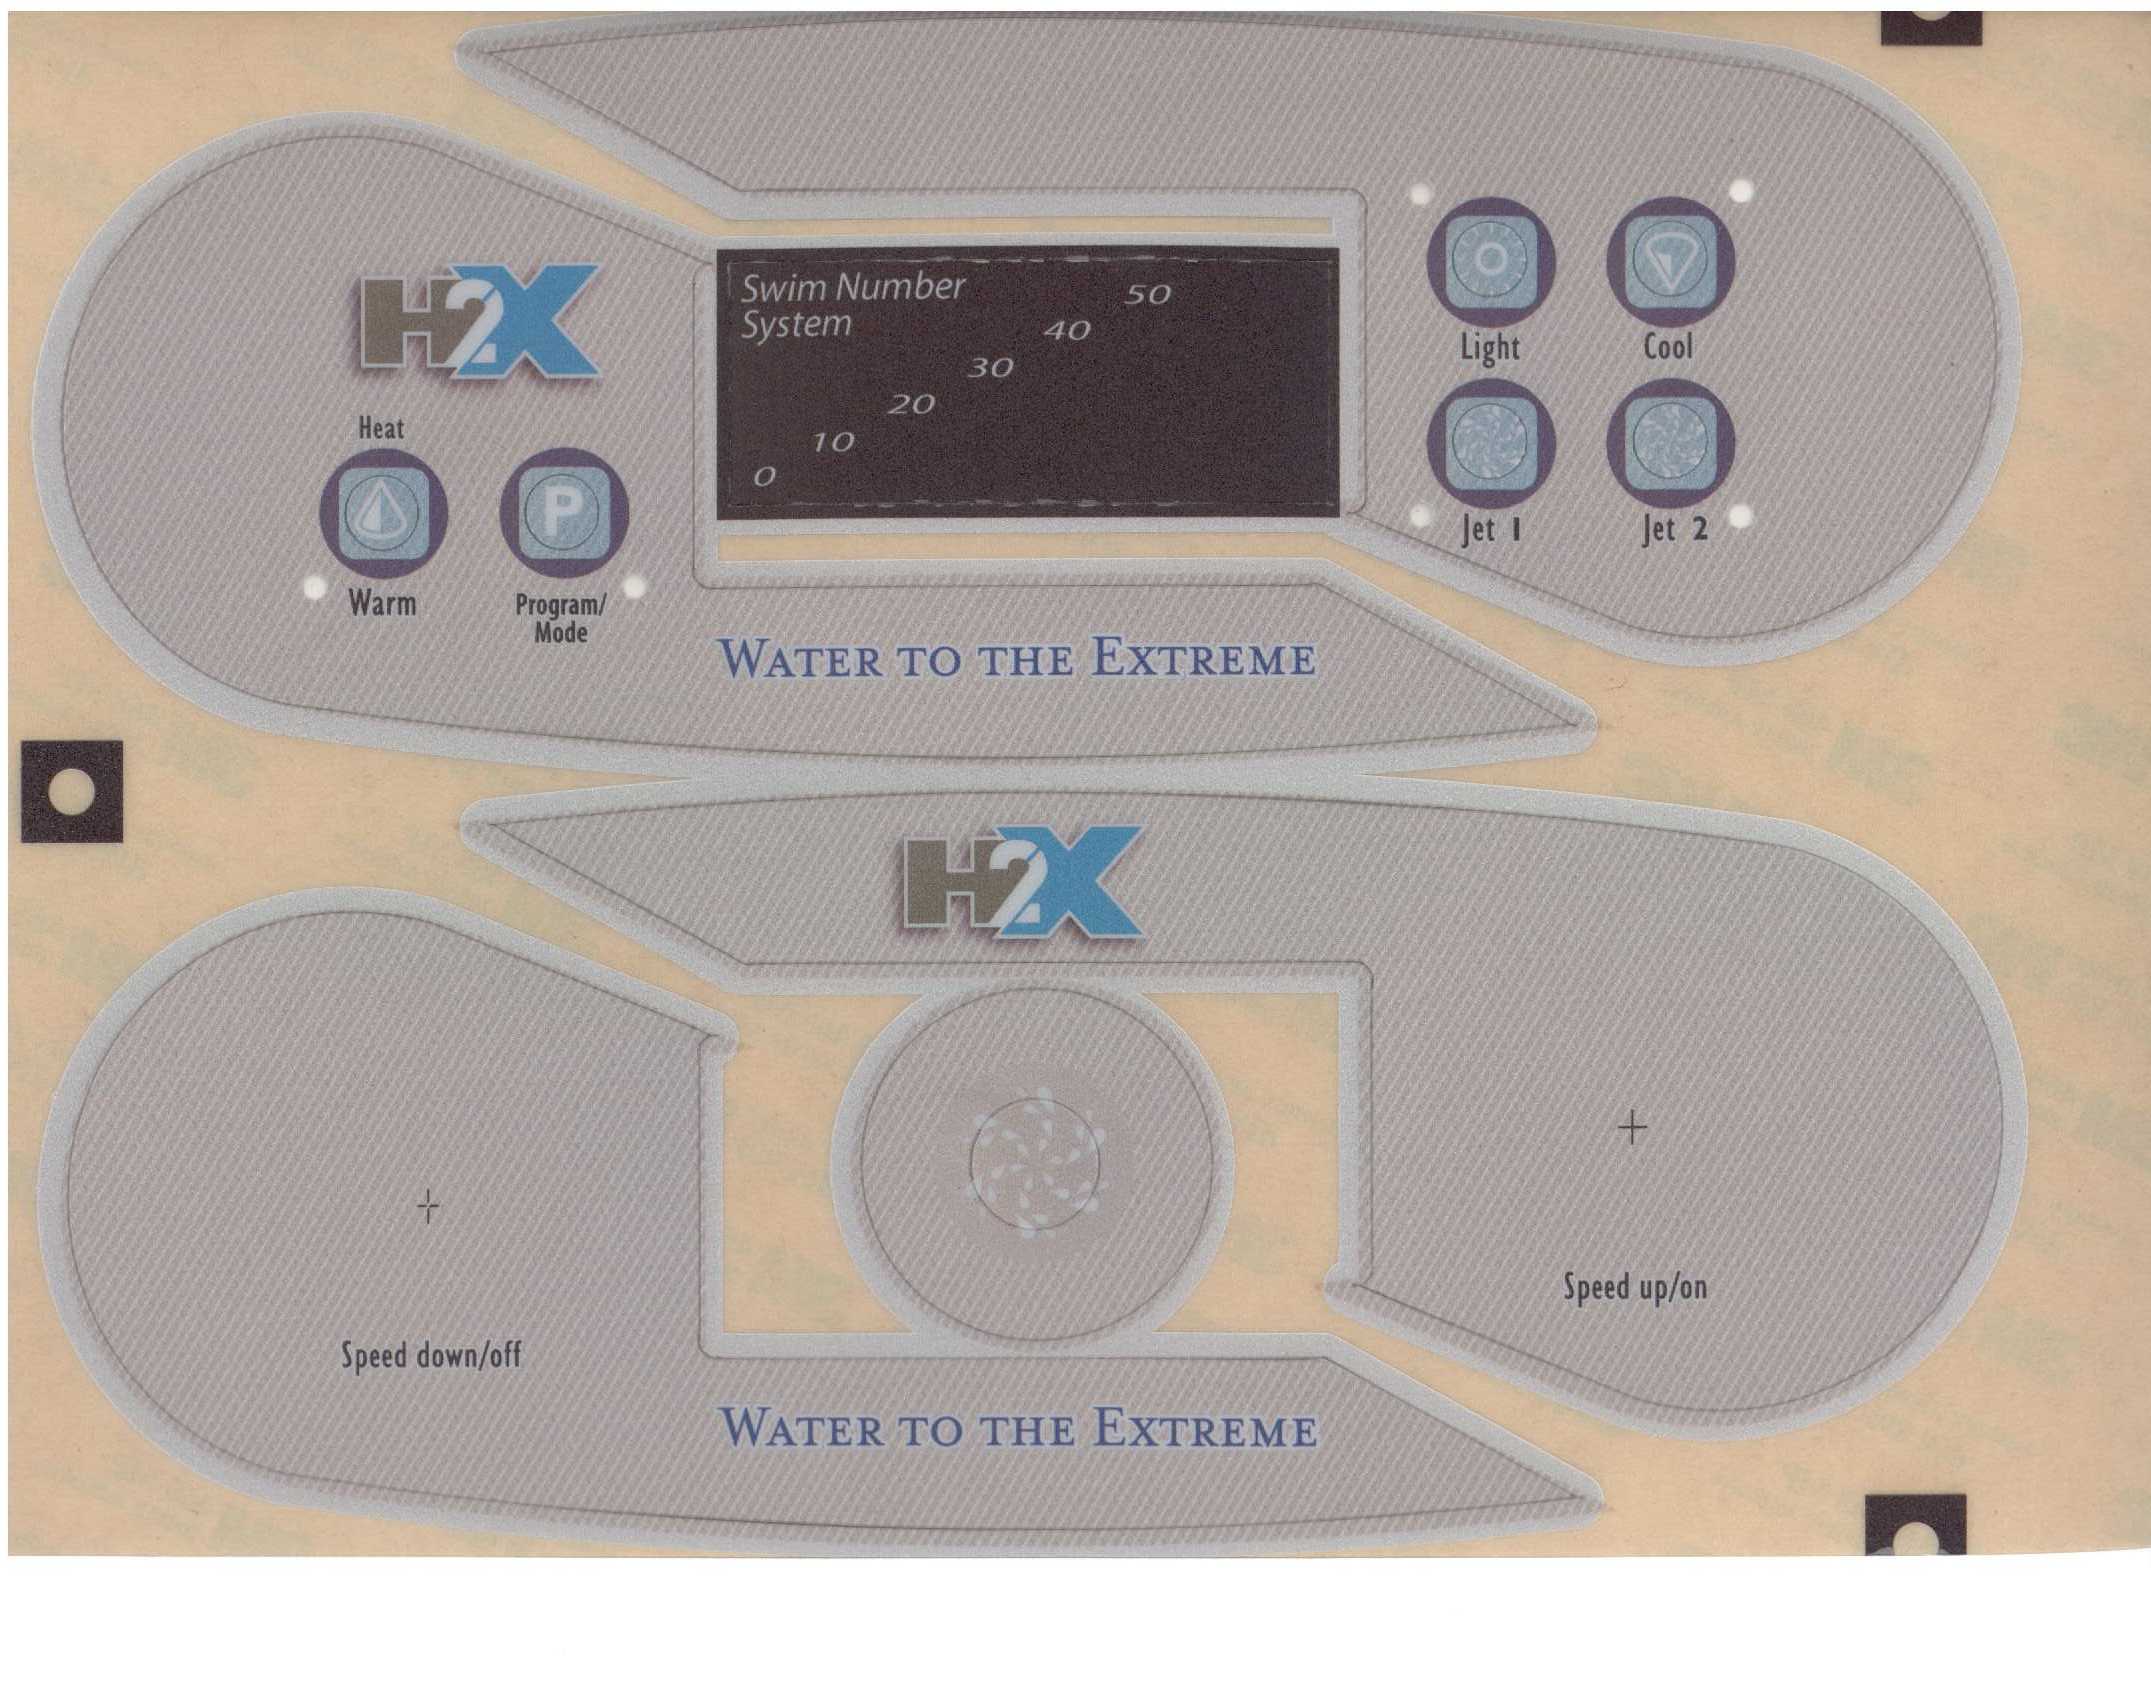 H2X
Swim Number
System
50
40
30
20
10
0
Light
Cool
Heat
P
Jet 1
Jet 2
Warm
Program/
Mode
WATER TO THE EXTREME
H2X
Speed up/on
Speed down/off
WATER TO THE EXTREME